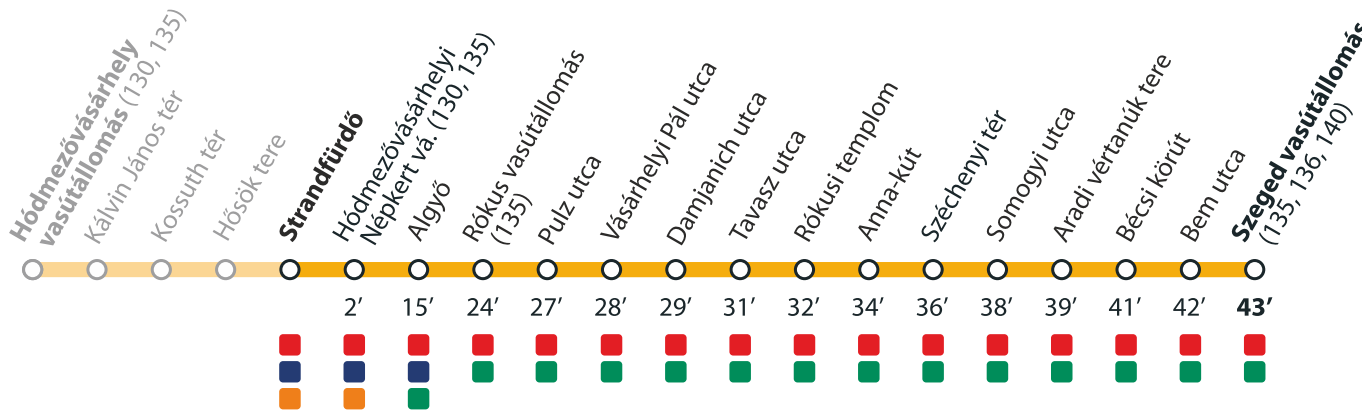 Hódmezővásárhely
vasútállomás (130, 135)
Kálvin János tér
Kossuth tér
Hősök tere
Strandfürdő
Hódmezővásárhelyi
Népkert vá. (130, 135)
Algyő
Rókus vasútállomás
(135)
Pulz utca
Vásárhelyi Pál utca
Damjanich utca
Tavasz utca
Rókusi templom
Anna-kút
Széchenyi tér
Somogyi utca
Aradi vértanúk tere
Bécsi körút
Bem utca
Szeged vasútállomás
(135, 136, 140)
2′ 15′ 24′ 27′ 28′ 29′ 31′ 32′ 34′ 36′ 38′ 39′ 41′ 42′ 43′